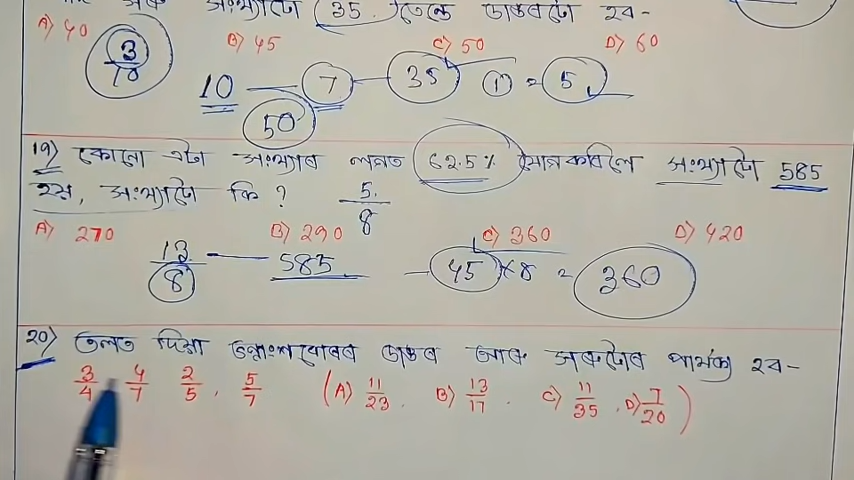 সংখ্যাটো 35. তেন্তে ডাঙৰটো হব-
A) 40 B) 45 C) 50 D) 60
3/10
10 — 7 — 35 ① = 5
50
19) কোনো এটা সংখ্যাৰ লগত 62.5% যোগ কৰিলে সংখ্যাটো 585
হয়, সংখ্যাটো কি ? 5/8
A) 270 B) 290 C) 360 D) 420
13/8 — 585 — 45 × 8 = 360
20) তলত দিয়া ভগ্নাংশবোৰৰ ডাঙৰ আৰু সৰুটোৰ পাৰ্থক্য হব-
3/4, 4/7 2/5, 5/7 (A) 11/23. B) 13/17. C) 11/35. D) 7/20)